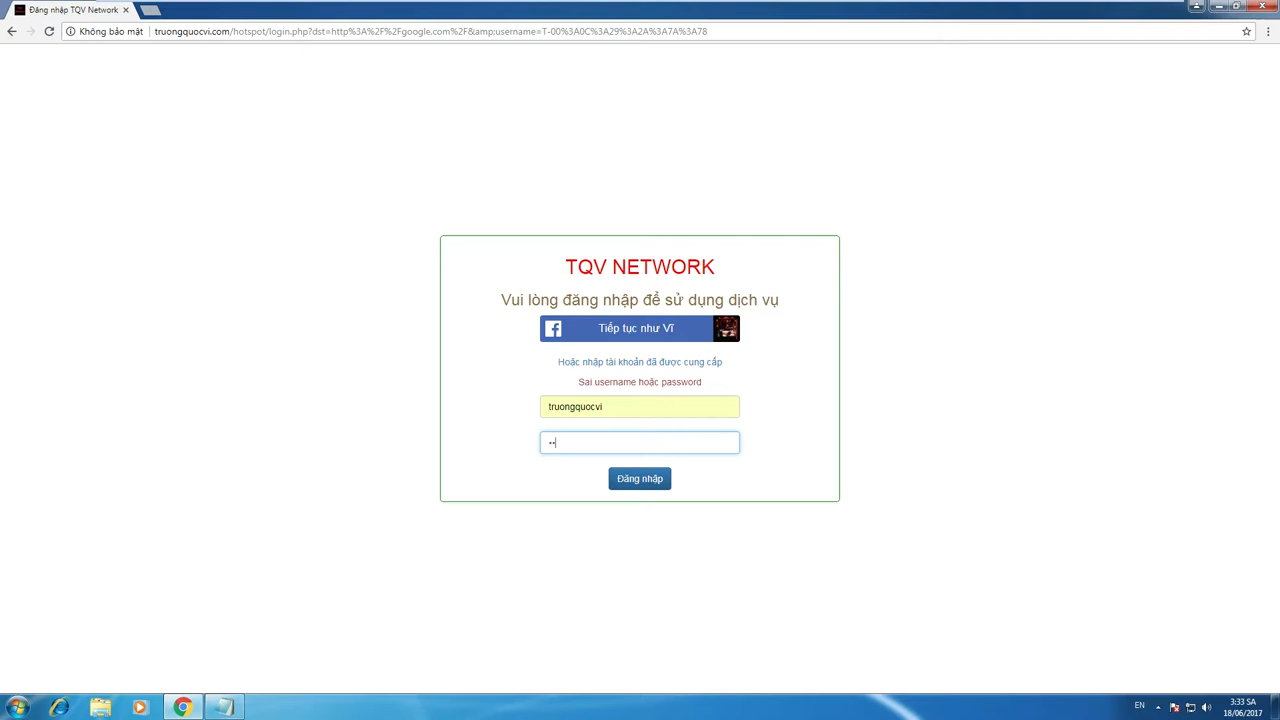 Đăng nhập TQV Network
Không bảo mật truongquocvi.com/hotspot/login.php?dst=http%3A%2F%2Fgoogle.com%2F&amp;username=T-00%3A0C%3A29%3A2A%3A7A%3A78
TQV NETWORK
Vui lòng đăng nhập để sử dụng dịch vụ
Tiếp tục như Vĩ
Hoặc nhập tài khoản đã được cung cấp
Sai username hoặc password
truongquocvi
Đăng nhập
EN
3:33 SA
18/06/2017